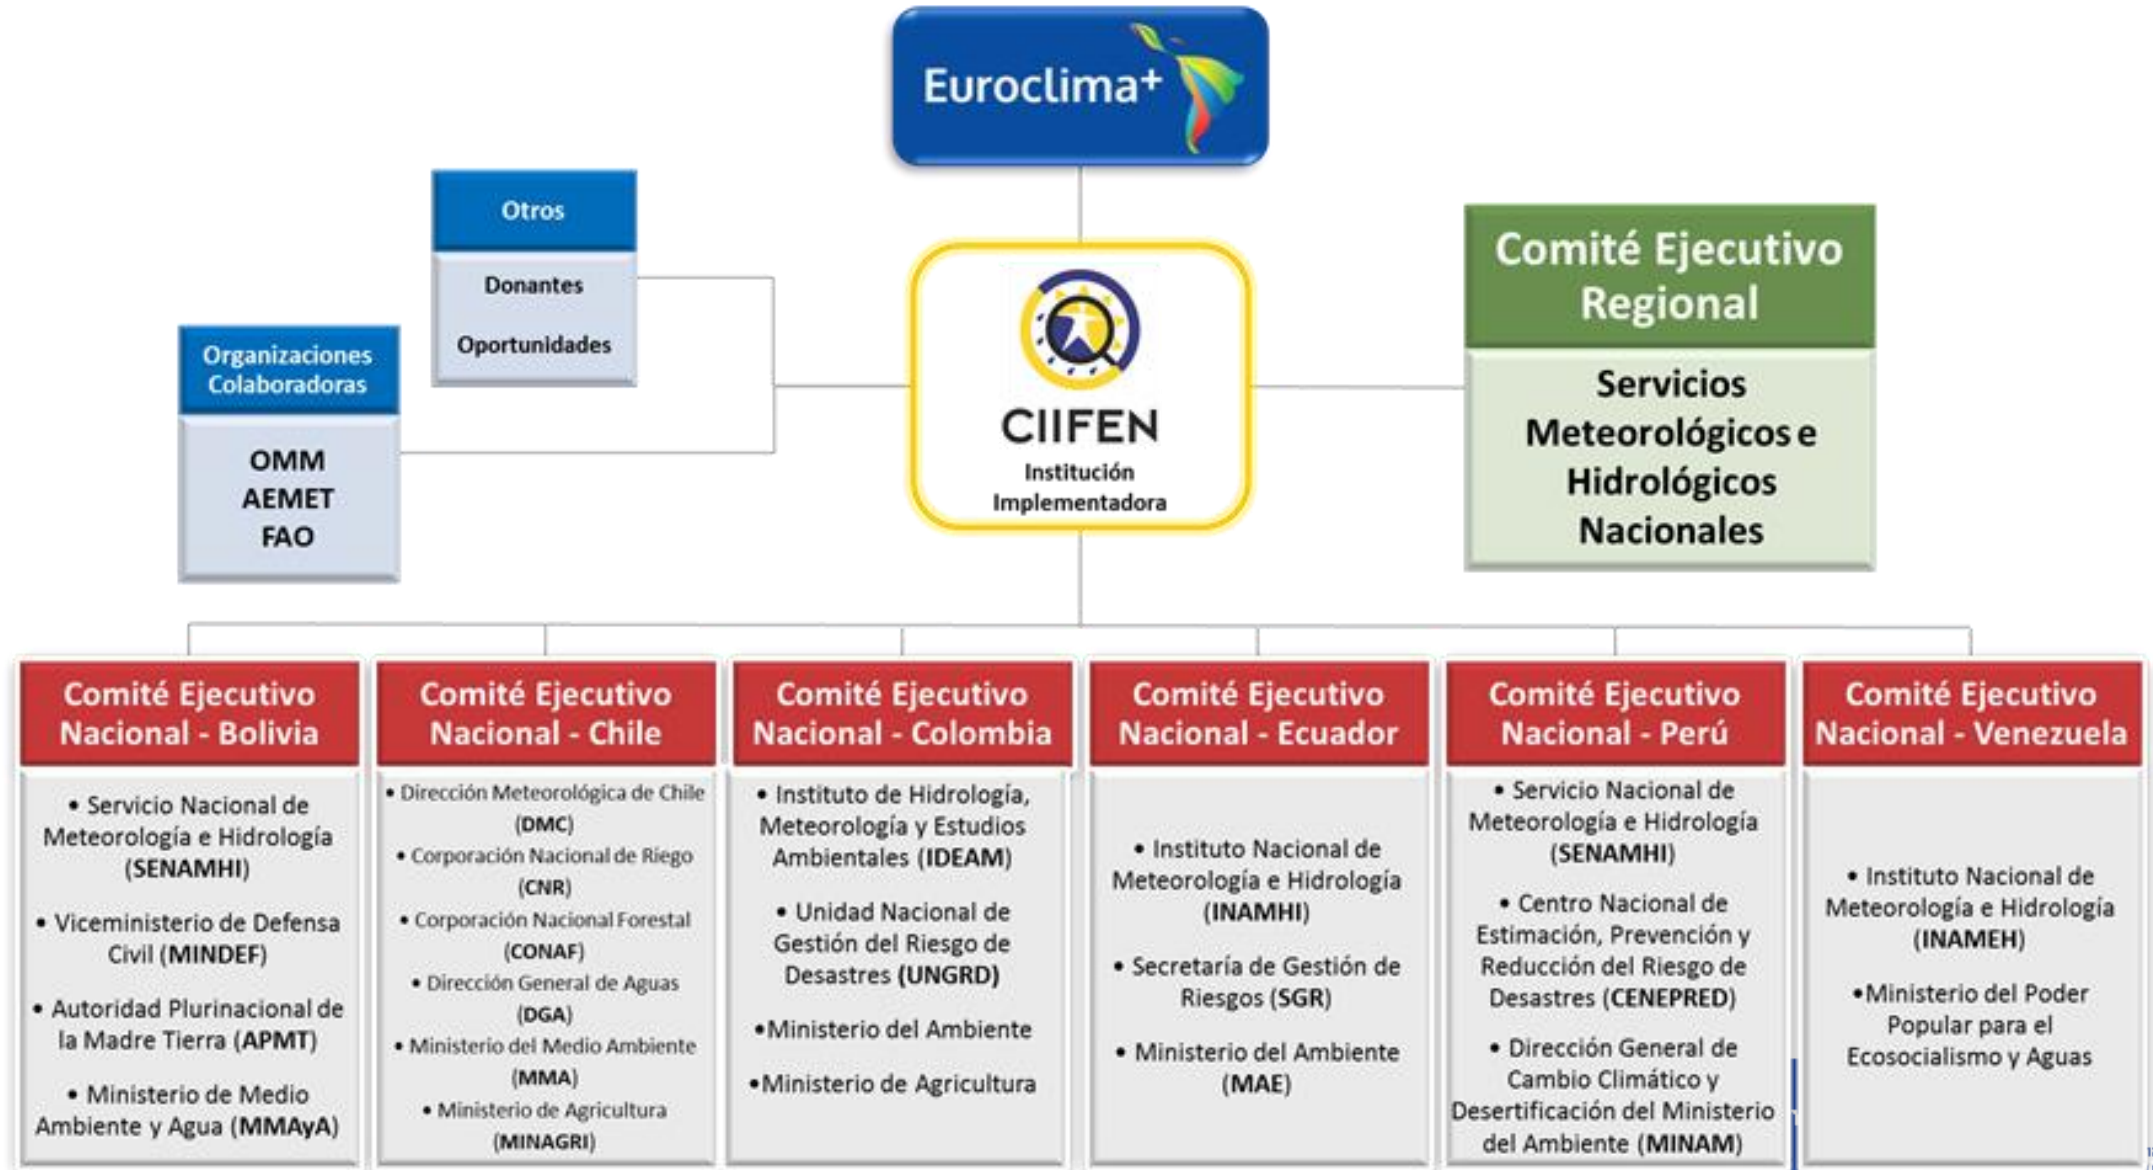 Euroclima+
Otros
Donantes
Oportunidades
Organizaciones
Colaboradoras
OMM
AEMET
FAO
CIIFEN
Institución
Implementadora
Comité Ejecutivo
Regional
Servicios
Meteorológicos e
Hidrológicos
Nacionales
Comité Ejecutivo
Nacional - Bolivia
• Servicio Nacional de
Meteorología e Hidrología
(SENAMHI)
• Viceministerio de Defensa
Civil (MINDEF)
• Autoridad Plurinacional de
la Madre Tierra (APMT)
• Ministerio de Medio
Ambiente y Agua (MMAyA)
Comité Ejecutivo
Nacional - Chile
• Dirección Meteorológica de Chile
(DMC)
• Corporación Nacional de Riego
(CNR)
• Corporación Nacional Forestal
(CONAF)
• Dirección General de Aguas
(DGA)
• Ministerio del Medio Ambiente
(MMA)
• Ministerio de Agricultura
(MINAGRI)
Comité Ejecutivo
Nacional - Colombia
• Instituto de Hidrología,
Meteorología y Estudios
Ambientales (IDEAM)
• Unidad Nacional de
Gestión del Riesgo de
Desastres (UNGRD)
•Ministerio del Ambiente
•Ministerio de Agricultura
Comité Ejecutivo
Nacional - Ecuador
• Instituto Nacional de
Meteorología e Hidrología
(INAMHI)
• Secretaría de Gestión de
Riesgos (SGR)
• Ministerio del Ambiente
(MAE)
Comité Ejecutivo
Nacional - Perú
• Servicio Nacional de
Meteorología e Hidrología
(SENAMHI)
• Centro Nacional de
Estimación, Prevención y
Reducción del Riesgo de
Desastres (CENEPRED)
• Dirección General de
Cambio Climático y
Desertificación del Ministerio
del Ambiente (MINAM)
Comité Ejecutivo
Nacional - Venezuela
• Instituto Nacional de
Meteorología e Hidrología
(INAMEH)
•Ministerio del Poder
Popular para el
Ecosocialismo y Aguas